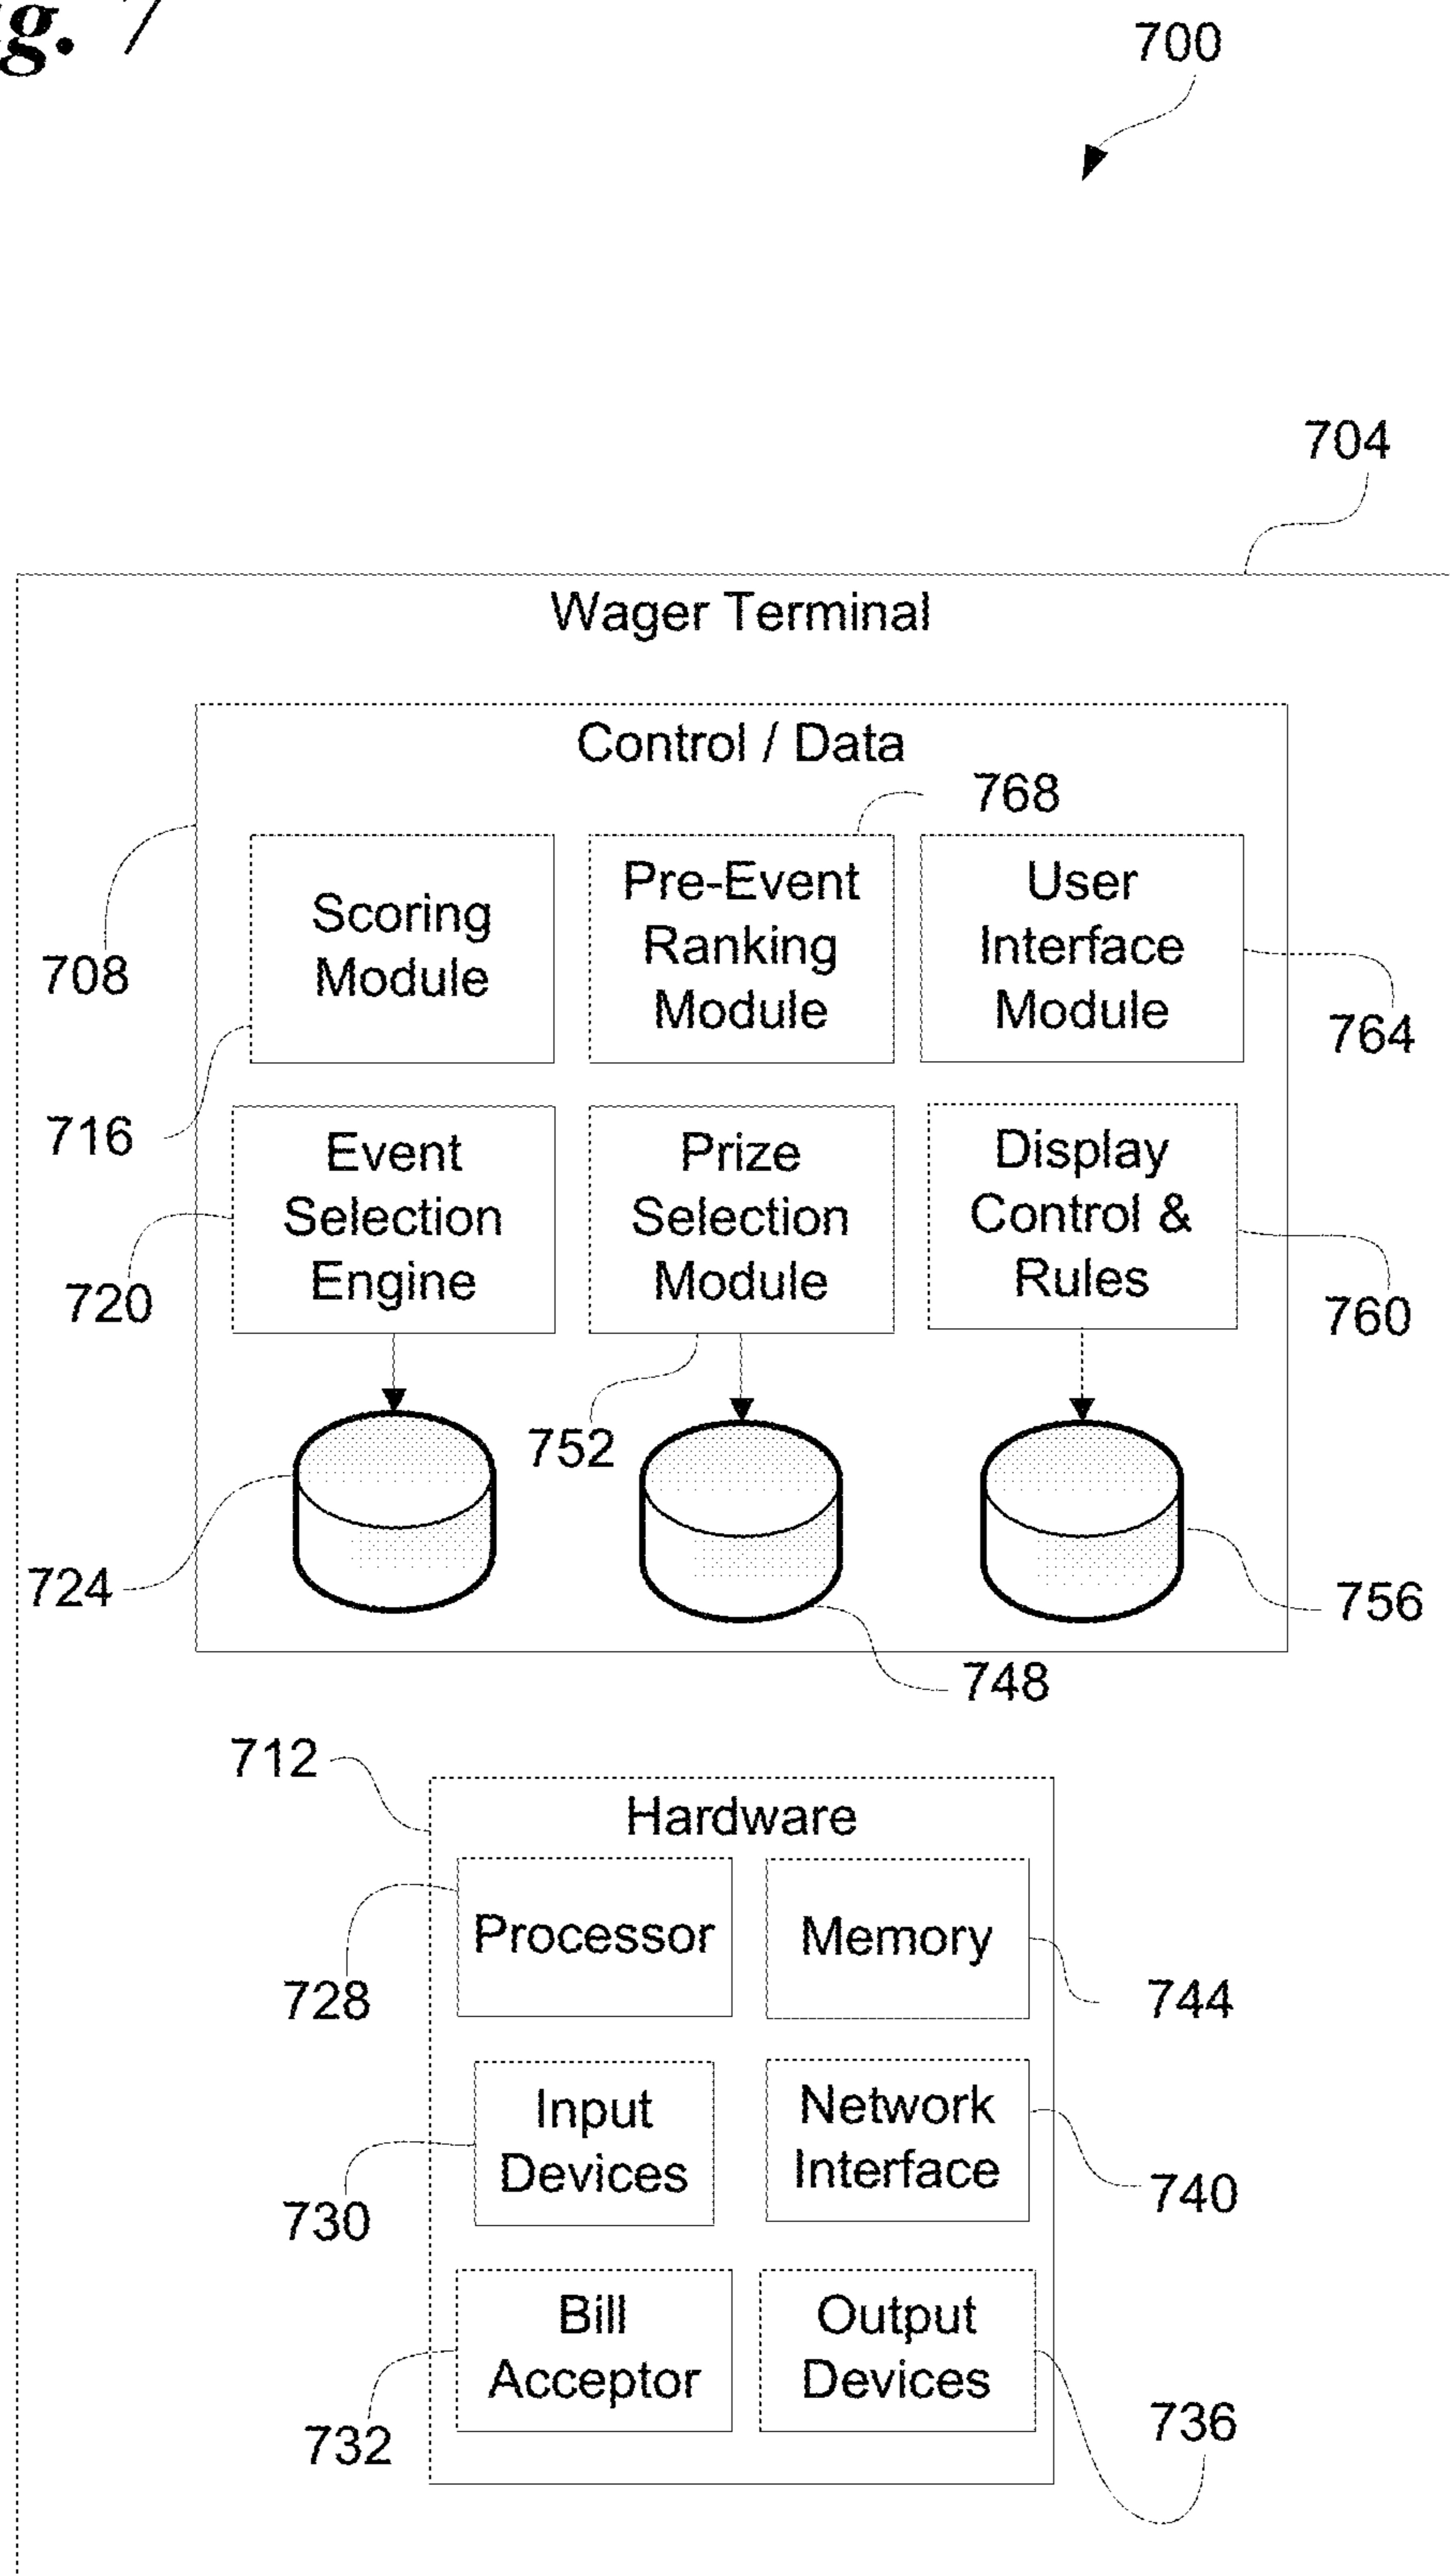 g. 7
700
704
Wager Terminal
Control / Data
768
Scoring
Module
Pre-Event
Ranking
Module
User
Interface
Module
708
764
716
Event
Selection
Engine
Prize
Selection
Module
Display
Control &
Rules
720
760
752
724
756
748
712
Hardware
Processor
Memory
728
744
Input
Devices
Network
Interface
730
740
Bill
Acceptor
Output
Devices
732
736